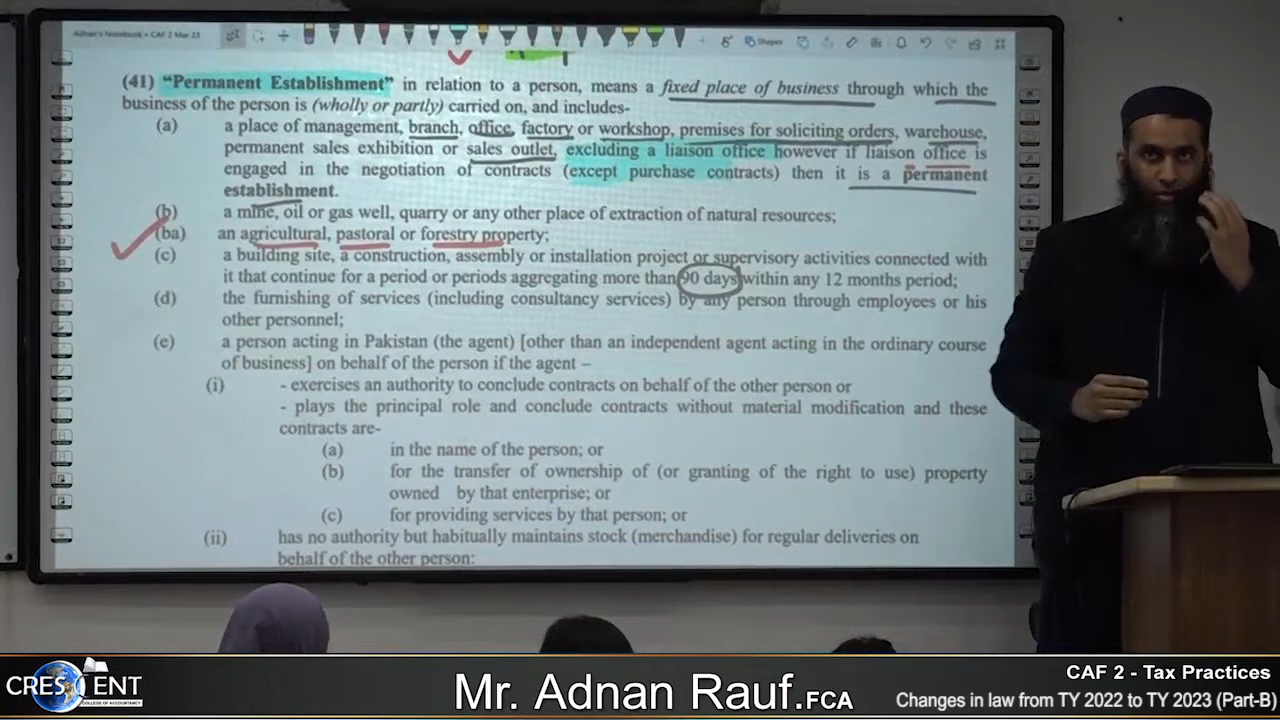 Adnan's Notebook • CAF 2 Mar 23
Shapes
(41) “Permanent Establishment” in relation to a person, means a fixed place of business through which the
business of the person is (wholly or partly) carried on, and includes-
(a) a place of management, branch, office, factory or workshop, premises for soliciting orders, warehouse,
permanent sales exhibition or sales outlet, excluding a liaison office however if liaison office is
engaged in the negotiation of contracts (except purchase contracts) then it is a permanent
establishment.
(b) a mine, oil or gas well, quarry or any other place of extraction of natural resources;
(ba) an agricultural, pastoral or forestry property;
(c) a building site, a construction, assembly or installation project or supervisory activities connected with
it that continue for a period or periods aggregating more than 90 days within any 12 months period;
(d) the furnishing of services (including consultancy services) by any person through employees or his
other personnel;
(e) a person acting in Pakistan (the agent) [other than an independent agent acting in the ordinary course
of business] on behalf of the person if the agent –
(i) - exercises an authority to conclude contracts on behalf of the other person or
- plays the principal role and conclude contracts without material modification and these
contracts are-
(a) in the name of the person; or
(b) for the transfer of ownership of (or granting of the right to use) property
owned by that enterprise; or
(c) for providing services by that person; or
(ii) has no authority but habitually maintains stock (merchandise) for regular deliveries on
behalf of the other person:
CRESCENT
COLLEGE OF ACCOUNTANCY
Mr. Adnan Rauf.FCA
CAF 2 - Tax Practices
Changes in law from TY 2022 to TY 2023 (Part-B)